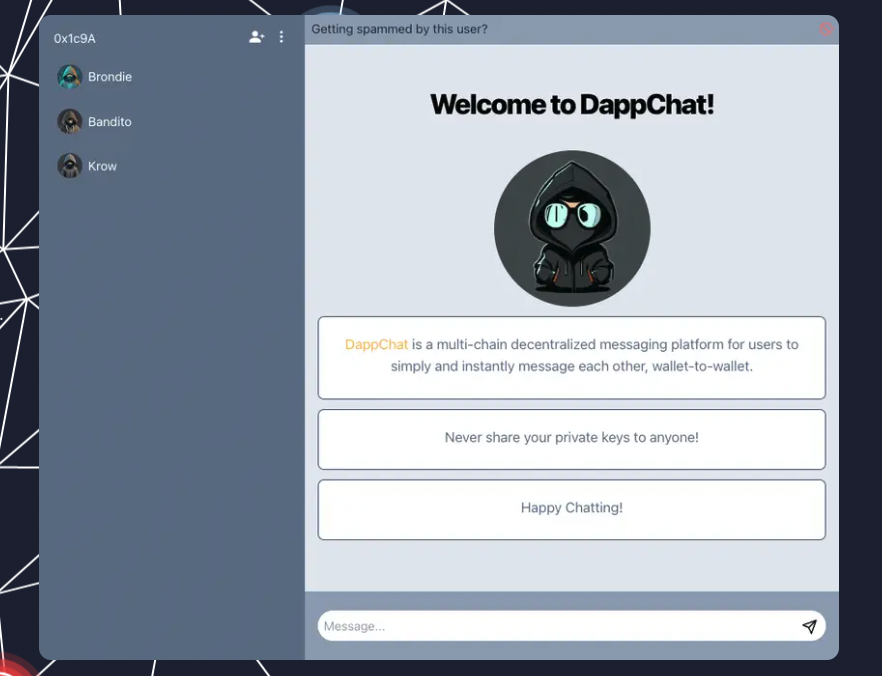 0x1c9A
Brondie
Bandito
Krow
Getting spammed by this user?
Welcome to DappChat!
DappChat is a multi-chain decentralized messaging platform for users to
simply and instantly message each other, wallet-to-wallet.
Never share your private keys to anyone!
Happy Chatting!
Message...